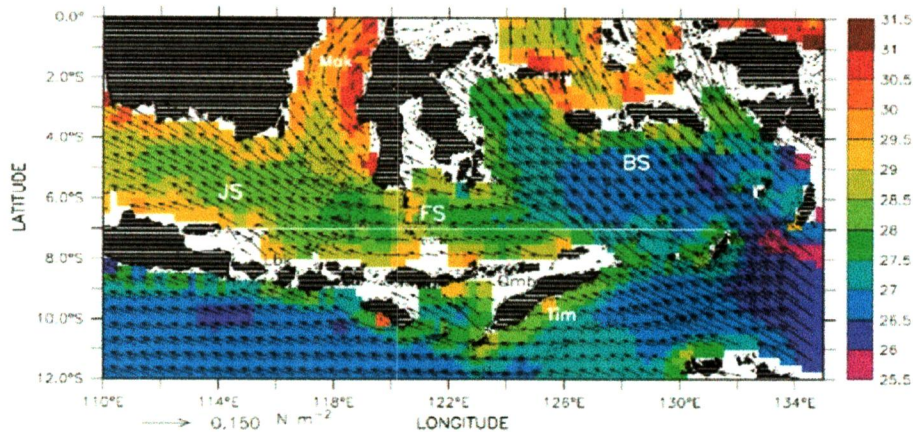 0.0°
2.0°S
4.0°S
6.0°S
8.0°S
10.0°S
12.0°S
LATITUDE
Mak
BS
JS
FS
Lbk
Omb
Tim
110°E 114°E 118°E 122°E 126°E 130°E 134°E
0.150 N m⁻²
LONGITUDE
31.5
31
30.5
30
29.5
29
28.5
28
27.5
27
26.5
26
25.5